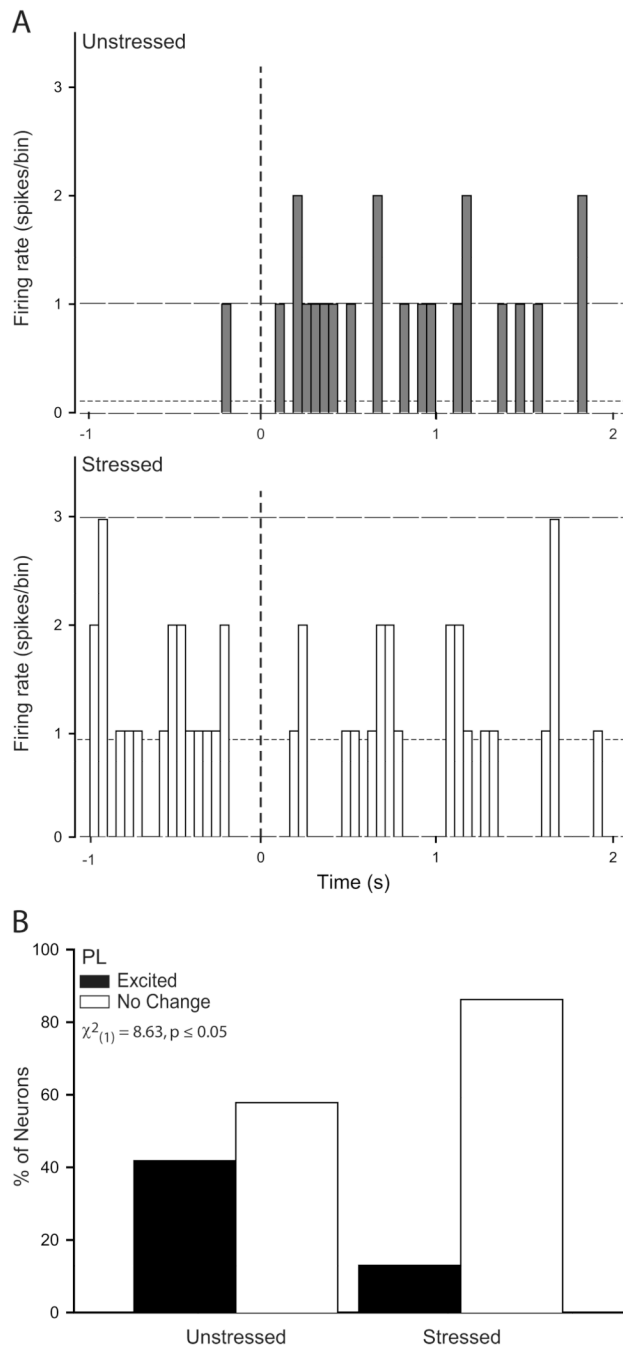 A
Unstressed
Firing rate (spikes/bin)
3
2
1
0
-1
0
1
2
Stressed
Firing rate (spikes/bin)
3
2
1
0
-1
0
1
2
Time (s)
B
PL
Excited
No Change
χ²(1) = 8.63, p ≤ 0.05
% of Neurons
100
80
60
40
20
0
Unstressed
Stressed